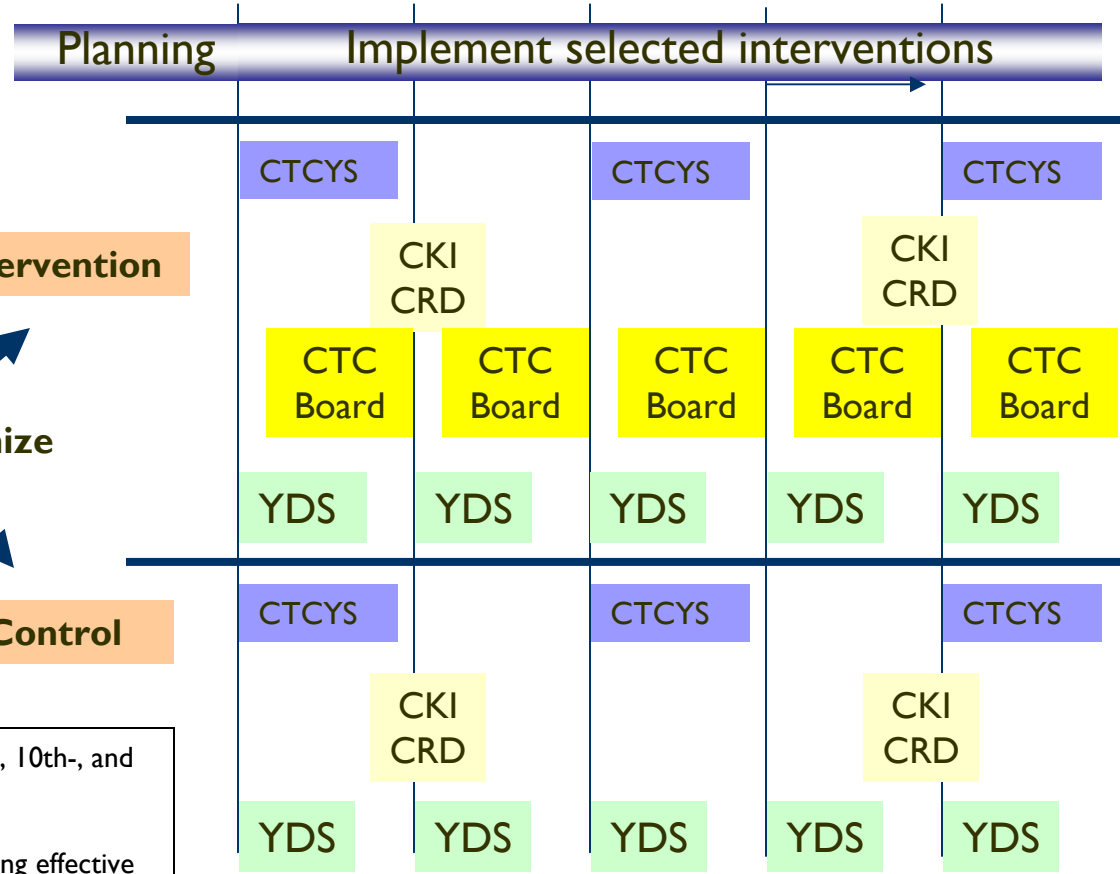 Planning Implement selected interventions
CTCYS CTCYS CTCYS
CKI CKI
CRD CRD
ervention
CTC CTC CTC CTC CTC
Board Board Board Board Board
ize
YDS YDS YDS YDS YDS
CTCYS CTCYS CTCYS
Control
CKI CKI
CRD CRD
, 10th-, and
YDS YDS YDS YDS YDS
ng effective